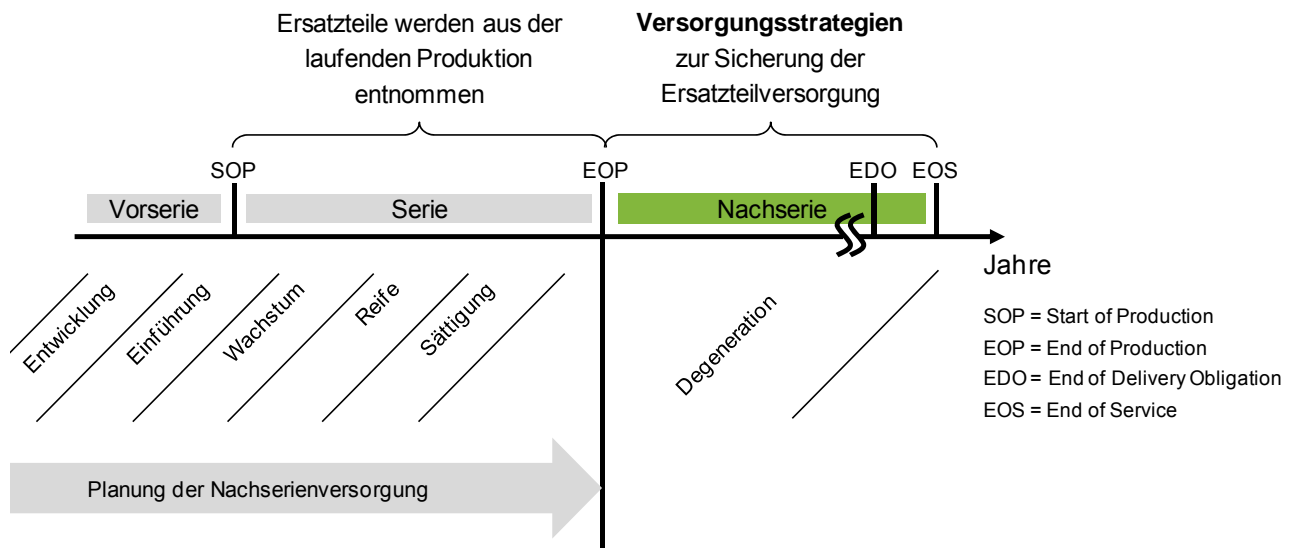 Ersatzteile werden aus der
laufenden Produktion
entnommen
Versorgungsstrategien
zur Sicherung der
Ersatzteilversorgung
SOP
EOP
EDO
EOS
Vorserie
Serie
Nachserie
Jahre
Entwicklung
Einführung
Wachstum
Reife
Sättigung
Degeneration
SOP = Start of Production
EOP = End of Production
EDO = End of Delivery Obligation
EOS = End of Service
Planung der Nachserienversorgung